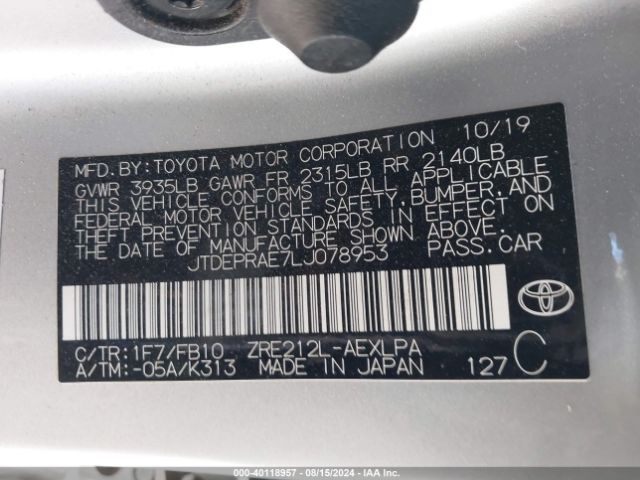 MFD. BY: TOYOTA MOTOR CORPORATION 10/19
GVWR 3935LB GAWR FR 2315LB RR 2140LB
THIS VEHICLE CONFORMS TO ALL APPLICABLE
FEDERAL MOTOR VEHICLE SAFETY, BUMPER, AND
THEFT PREVENTION STANDARDS IN EFFECT ON
THE DATE OF MANUFACTURE SHOWN ABOVE.
JTDEPRAE7LJ078953 PASS. CAR
C/TR: 1F7/FB10 ZRE212L-AEXLPA
A/TM: -05A/K313 MADE IN JAPAN 127 C
000-40118957 - 08/15/2024 - IAA Inc.